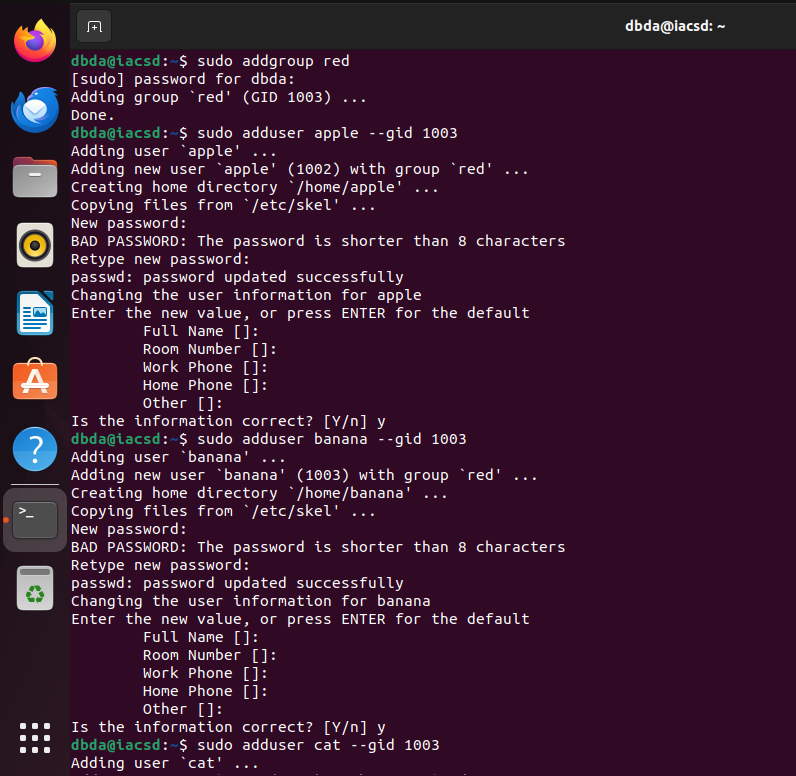 dbda@iacsd: ~
dbda@iacsd:~$ sudo addgroup red
[sudo] password for dbda:
Adding group `red' (GID 1003) ...
Done.
dbda@iacsd:~$ sudo adduser apple --gid 1003
Adding user `apple' ...
Adding new user `apple' (1002) with group `red' ...
Creating home directory `/home/apple' ...
Copying files from `/etc/skel' ...
New password:
BAD PASSWORD: The password is shorter than 8 characters
Retype new password:
passwd: password updated successfully
Changing the user information for apple
Enter the new value, or press ENTER for the default
Full Name []:
Room Number []:
Work Phone []:
Home Phone []:
Other []:
Is the information correct? [Y/n] y
dbda@iacsd:~$ sudo adduser banana --gid 1003
Adding user `banana' ...
Adding new user `banana' (1003) with group `red' ...
Creating home directory `/home/banana' ...
Copying files from `/etc/skel' ...
New password:
BAD PASSWORD: The password is shorter than 8 characters
Retype new password:
passwd: password updated successfully
Changing the user information for banana
Enter the new value, or press ENTER for the default
Full Name []:
Room Number []:
Work Phone []:
Home Phone []:
Other []:
Is the information correct? [Y/n] y
dbda@iacsd:~$ sudo adduser cat --gid 1003
Adding user `cat' ...